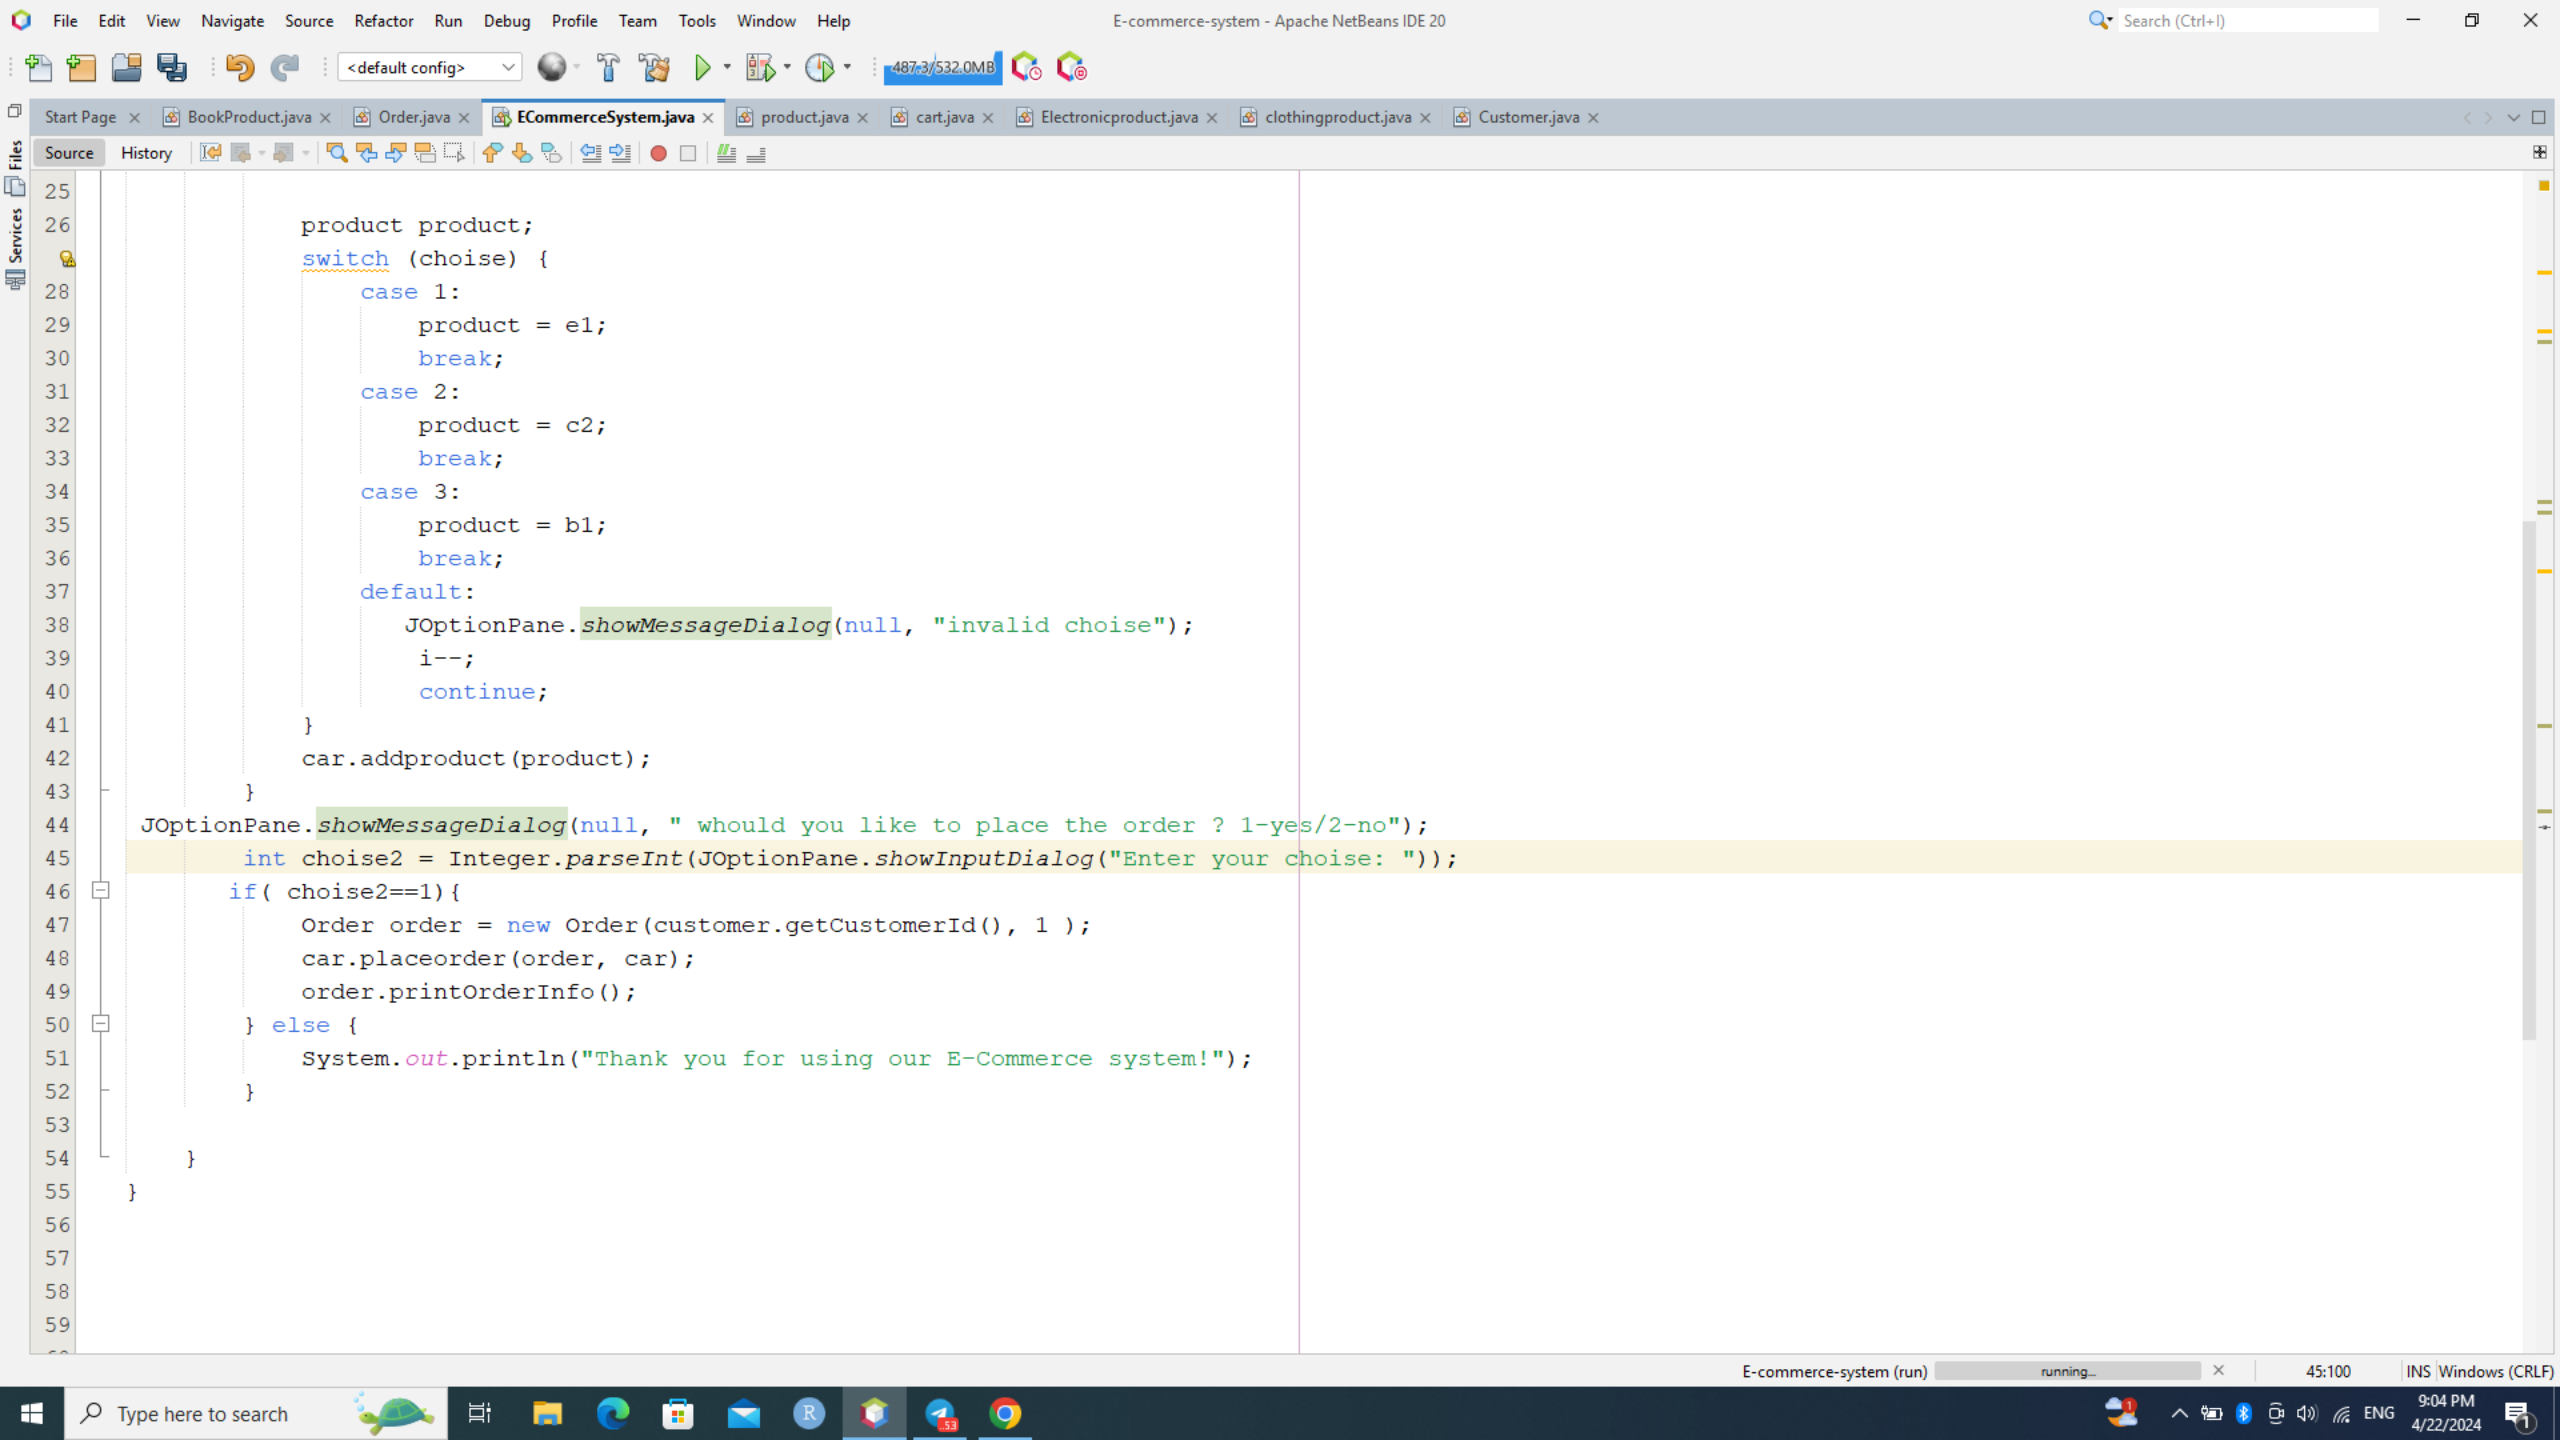 File Edit View Navigate Source Refactor Run Debug Profile Team Tools Window Help E-commerce-system - Apache NetBeans IDE 20 Search (Ctrl+I)
<default config> 487.3/532.0MB
Start Page BookProduct.java Order.java ECommerceSystem.java product.java cart.java Electronicproduct.java clothingproduct.java Customer.java
Source History
Files
Services
25
26 product product;
switch (choise) {
28 case 1:
29 product = e1;
30 break;
31 case 2:
32 product = c2;
33 break;
34 case 3:
35 product = b1;
36 break;
37 default:
38 JOptionPane.showMessageDialog(null, "invalid choise");
39 i--;
40 continue;
41 }
42 car.addproduct(product);
43 }
44 JOptionPane.showMessageDialog(null, " whould you like to place the order ? 1-yes/2-no");
45 int choise2 = Integer.parseInt(JOptionPane.showInputDialog("Enter your choise: "));
46 if( choise2==1){
47 Order order = new Order(customer.getCustomerId(), 1 );
48 car.placeorder(order, car);
49 order.printOrderInfo();
50 } else {
51 System.out.println("Thank you for using our E-Commerce system!");
52 }
53
54 }
55 }
56
57
58
59
E-commerce-system (run) running... 45:100 INS Windows (CRLF)
Type here to search R .53 1 ENG 9:04 PM 1
4/22/2024